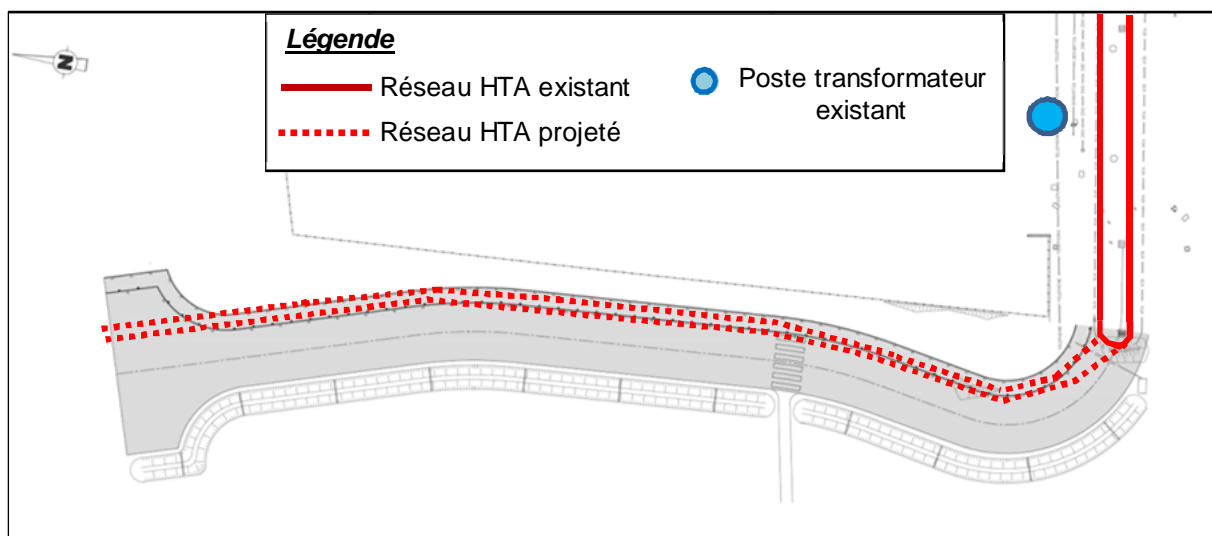 N
Légende
Réseau HTA existant
Réseau HTA projeté
Poste transformateur
existant